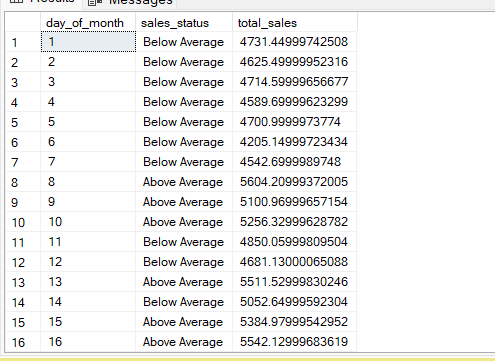 Messages
day_of_month sales_status total_sales
1 1 Below Average 4731.44999742508
2 2 Below Average 4625.49999952316
3 3 Below Average 4714.59996656677
4 4 Below Average 4589.69999623299
5 5 Below Average 4700.9999973774
6 6 Below Average 4205.14999723434
7 7 Below Average 4542.6999989748
8 8 Above Average 5604.20999372005
9 9 Above Average 5100.96999657154
10 10 Above Average 5256.32999628782
11 11 Below Average 4850.05999809504
12 12 Below Average 4681.13000065088
13 13 Above Average 5511.52999830246
14 14 Below Average 5052.64999592304
15 15 Above Average 5384.97999542952
16 16 Above Average 5542.12999683619